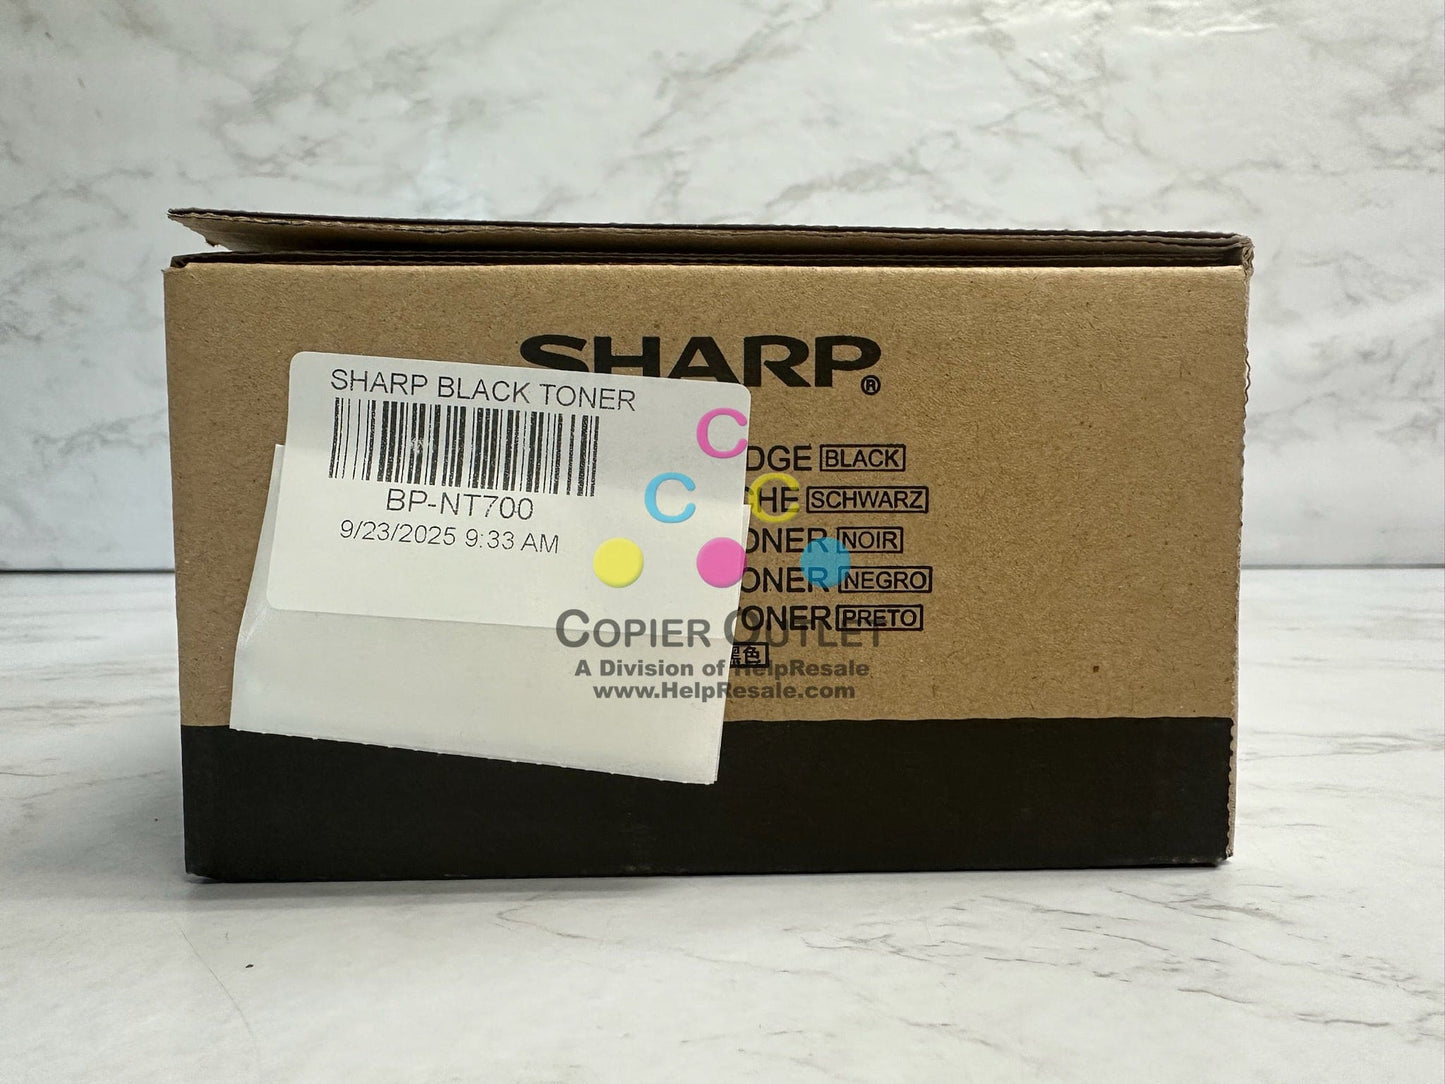 SHARP®
SHARP BLACK TONER
BP-NT700
9/23/2025 9:33 AM
DGE BLACK
CHE SCHWARZ
ONER NOIR
ONER NEGRO
TONER PRETO
黑色
C
C C
COPIER OUTLET
A Division of HelpResale
www.HelpResale.com